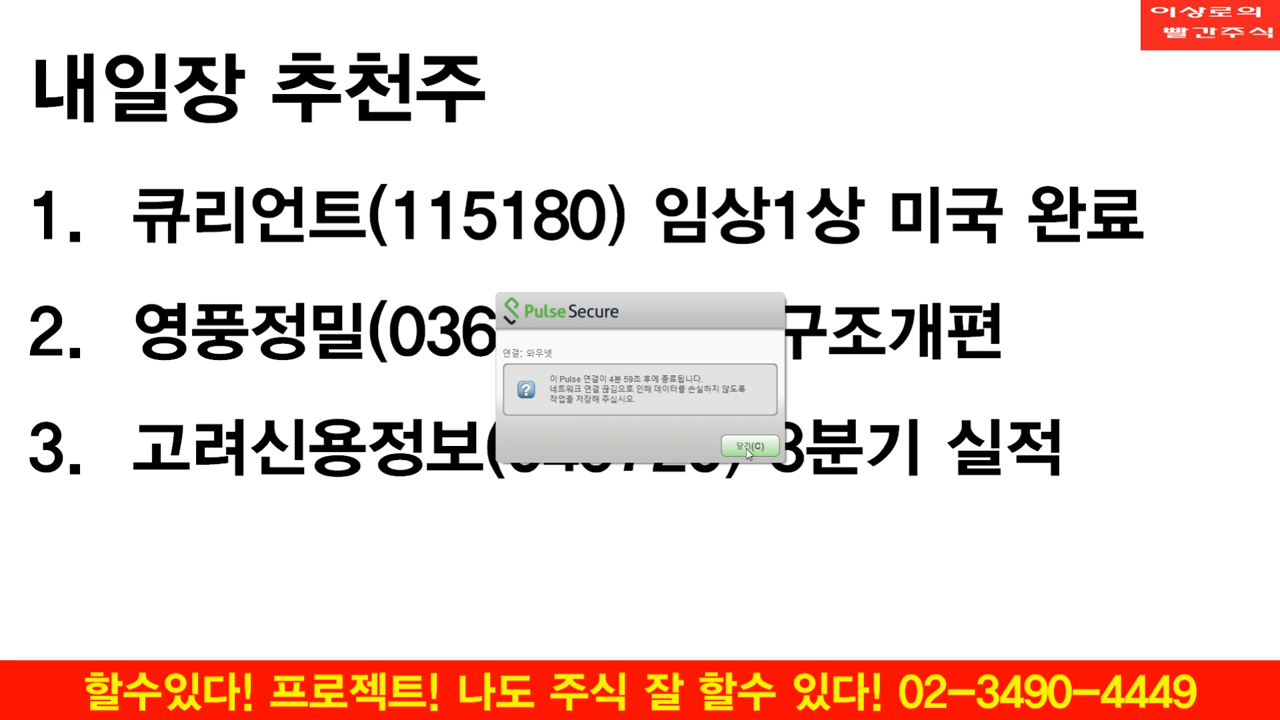 이상로의
빨간주식
내일장 추천주
1. 큐리언트(115180) 임상1상 미국 완료
2. 영풍정밀(036 구조개편
3. 고려신용정보( 3분기 실적
Pulse Secure
연결: 와우넷
이 Pulse 연결이 4분 59초 후에 종료됩니다.
네트워크 연결 끊김으로 인해 데이터를 손실하지 않도록
작업을 저장해 주십시오.
닫기(C)
할수있다! 프로젝트! 나도 주식 잘 할수 있다! 02-3490-4449